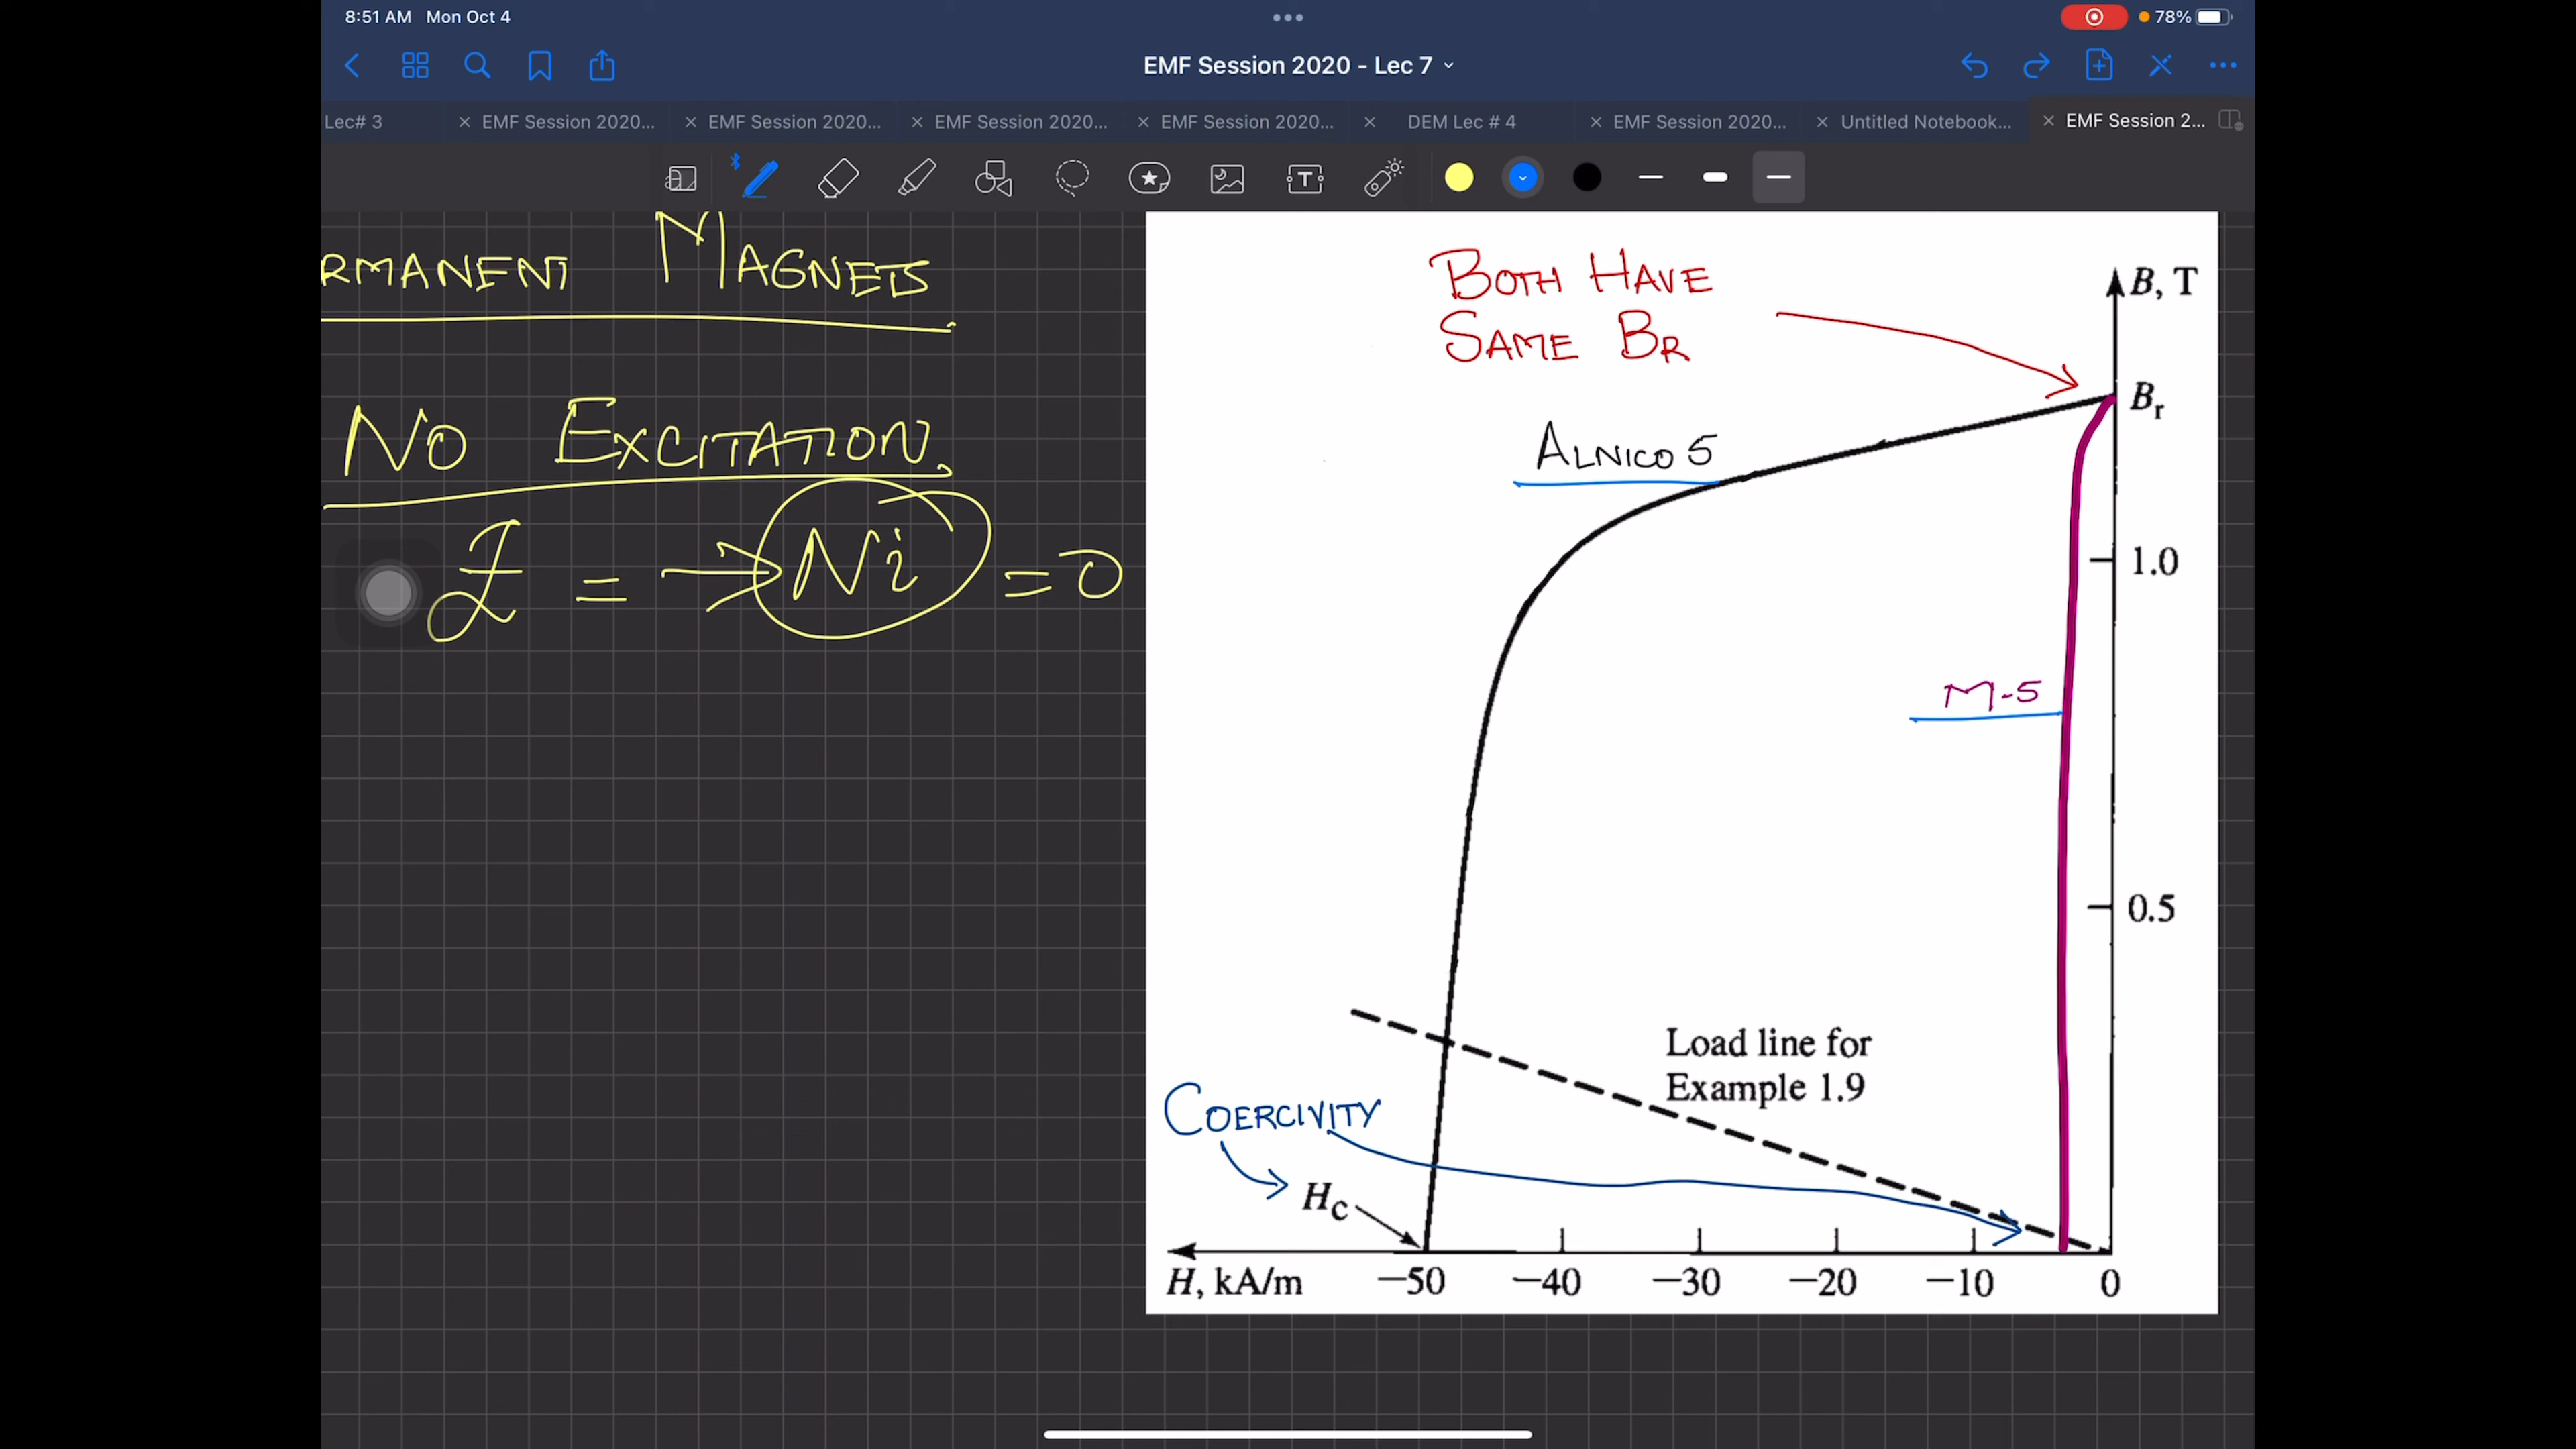 8:51 AM Mon Oct 4
78%
EMF Session 2020 - Lec 7
Lec# 3
EMF Session 2020...
EMF Session 2020...
EMF Session 2020...
EMF Session 2020...
DEM Lec # 4
EMF Session 2020...
Untitled Notebook...
EMF Session 2...
RMANENT MAGNETS
NO EXCITATION.
ℱ = → Ni = 0
BOTH HAVE
SAME BR
B, T
Br
ALNICO 5
1.0
M-5
0.5
Load line for
Example 1.9
COERCIVITY
Hc
H, kA/m −50 −40 −30 −20 −10 0